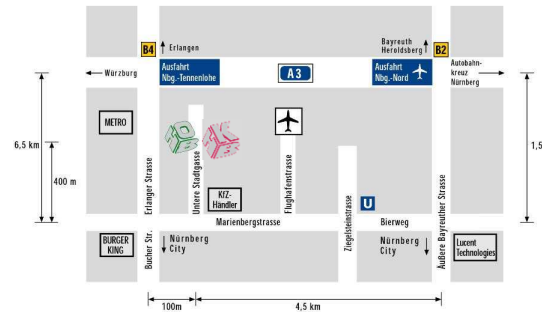 B4
Erlangen
Bayreuth
Heroldsberg
B2
Würzburg
Ausfahrt
Nbg.-Tennenlohe
A3
Ausfahrt
Nbg.-Nord
Autobahn-
kreuz
Nürnberg
METRO
6,5 km
1,5
400 m
Erlanger Strasse
Untere Stadtgasse
KfZ-
Händler
Flughafenstrasse
Ziegelsteinstrasse
U
Äußere Bayreuther Strasse
Marienbergstrasse
Bierweg
BURGER
KING
Bucher Str.
Nürnberg
City
Nürnberg
City
Lucent
Technologies
100m
4,5 km